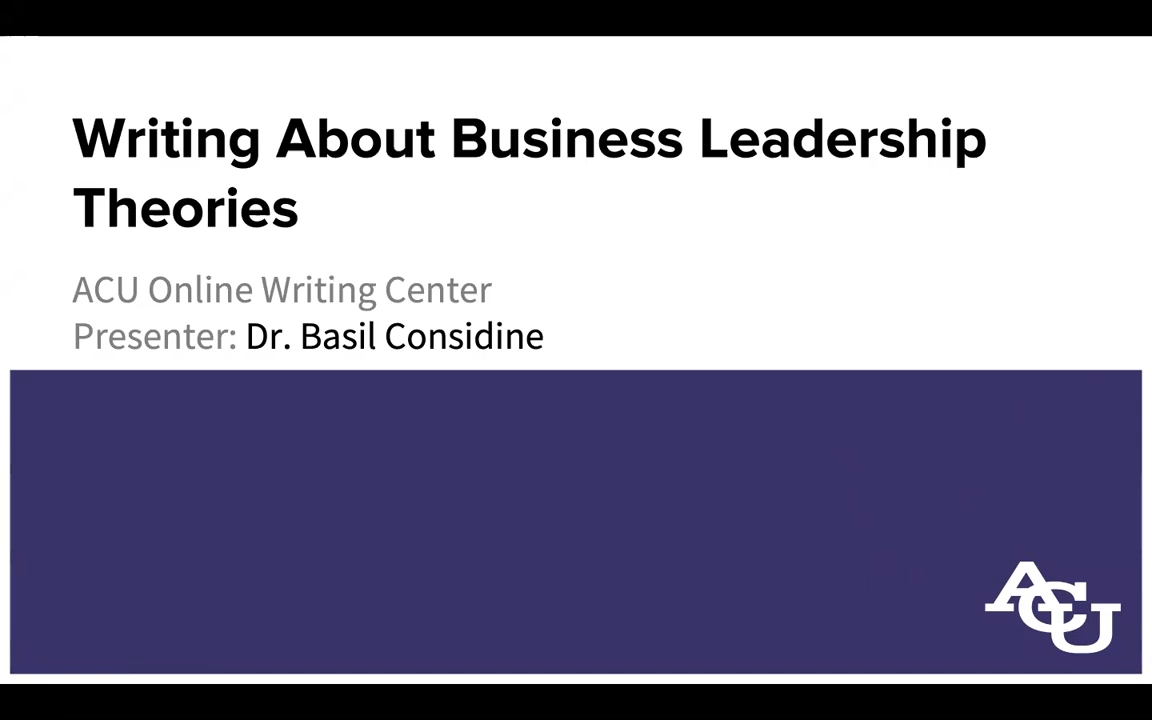 Writing About Business Leadership
Theories
ACU Online Writing Center
Presenter: Dr. Basil Considine
ACU